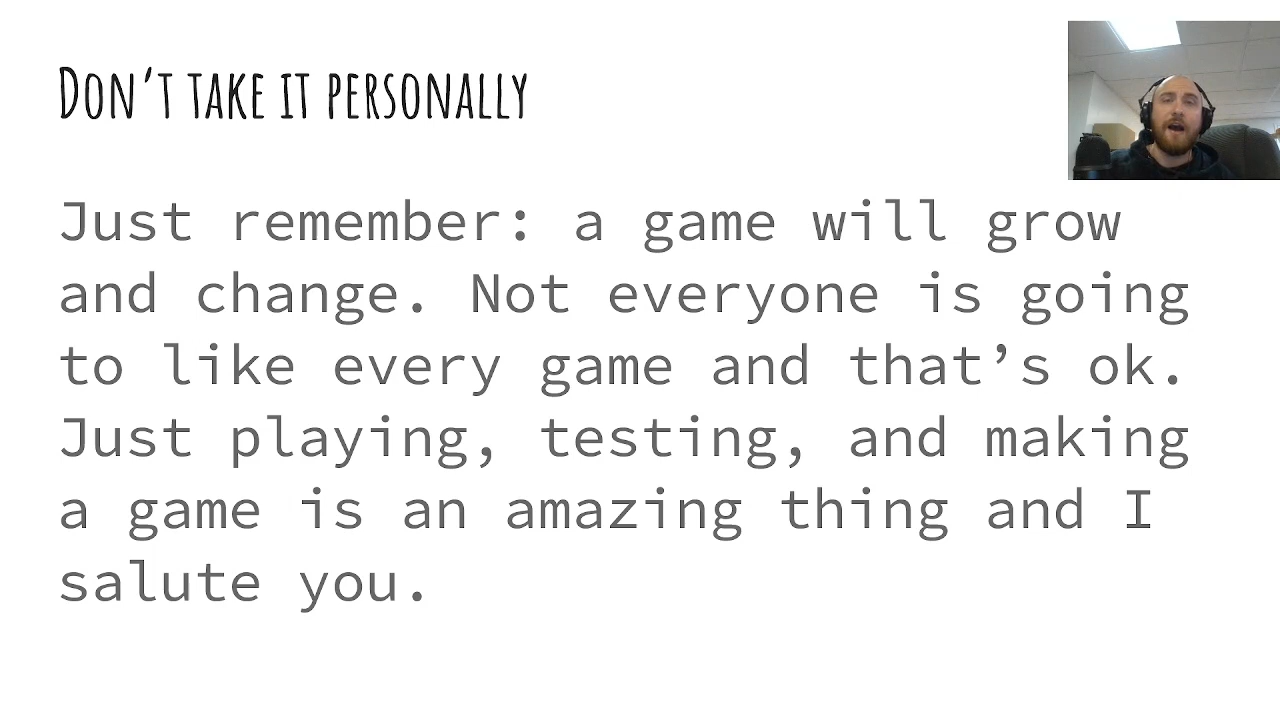 Don't take it personally
Just remember: a game will grow
and change. Not everyone is going
to like every game and that’s ok.
Just playing, testing, and making
a game is an amazing thing and I
salute you.